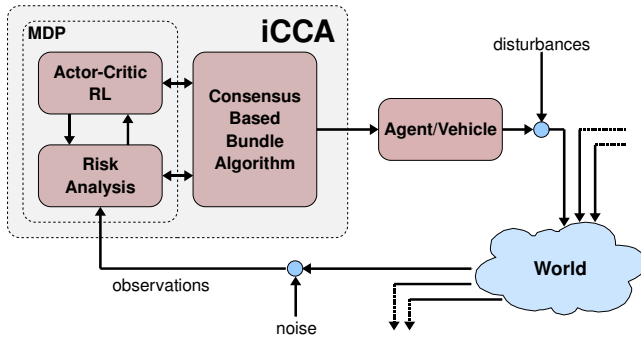 iCCA
MDP
disturbances
Actor-Critic
RL
Consensus
Based
Bundle
Algorithm
Agent/Vehicle
Risk
Analysis
World
observations
noise